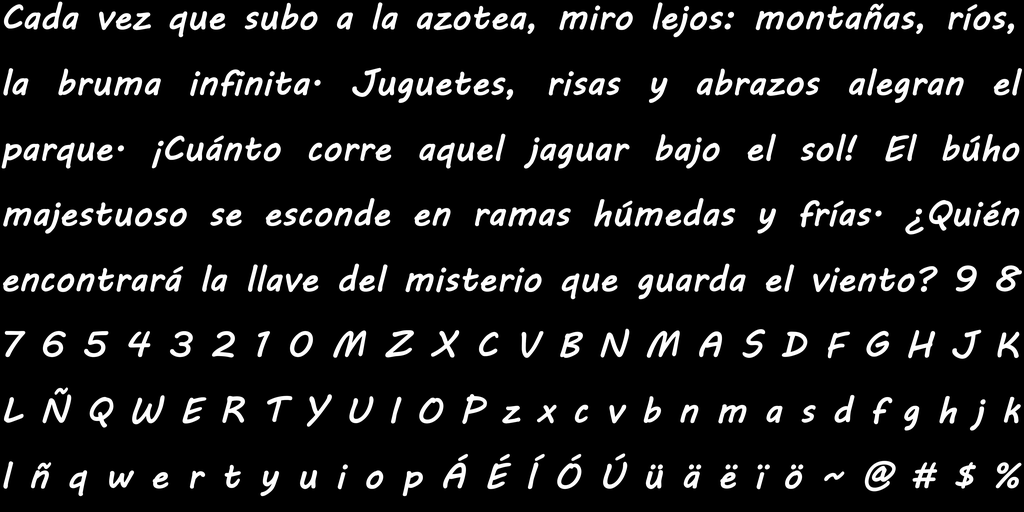 Cada vez que subo a la azotea, miro lejos: montañas, ríos,
la bruma infinita. Juguetes, risas y abrazos alegran el
parque. ¡Cuánto corre aquel jaguar bajo el sol! El búho
majestuoso se esconde en ramas húmedas y frías. ¿Quién
encontrará la llave del misterio que guarda el viento? 9 8
7 6 5 4 3 2 1 0 M Z X C V B N M A S D F G H J K
L Ñ Q W E R T Y U I O P z x c v b n m a s d f g h j k
l ñ q w e r t y u i o p Á É Í Ó Ú ü ä ë ï ö ~ @ # $ %